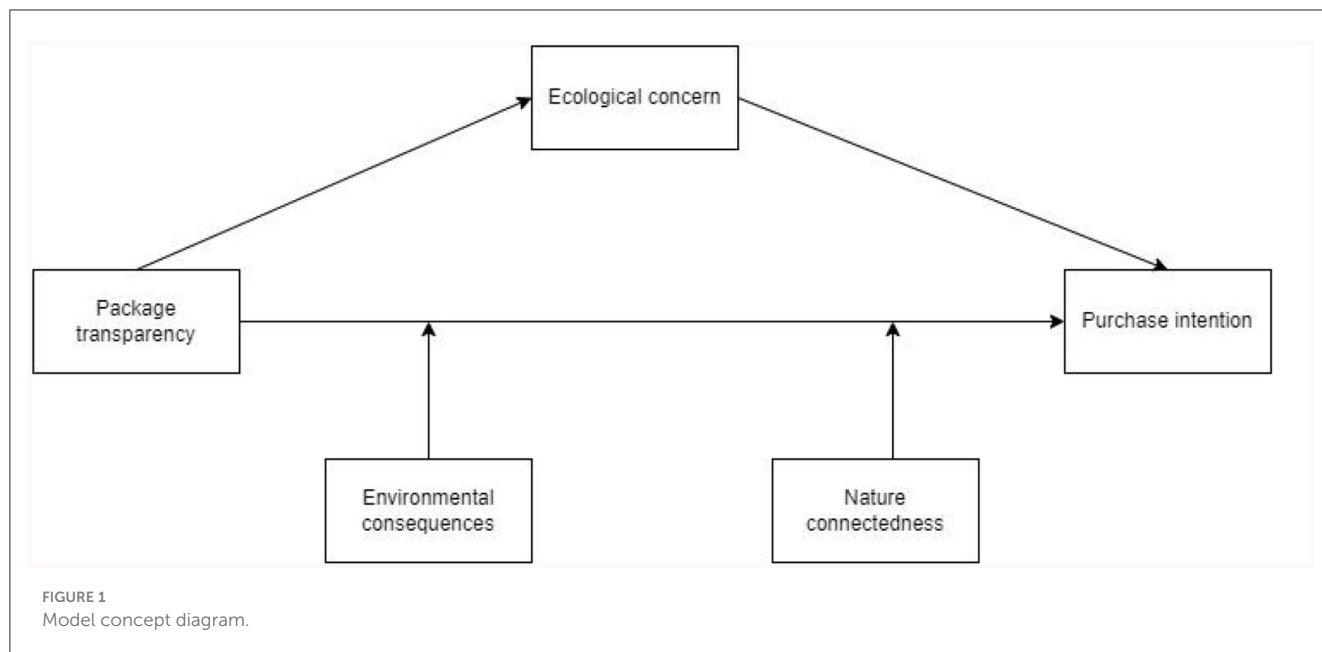 Ecological concern
Package
transparency
Purchase intention
Environmental
consequences
Nature
connectedness
FIGURE 1
Model concept diagram.